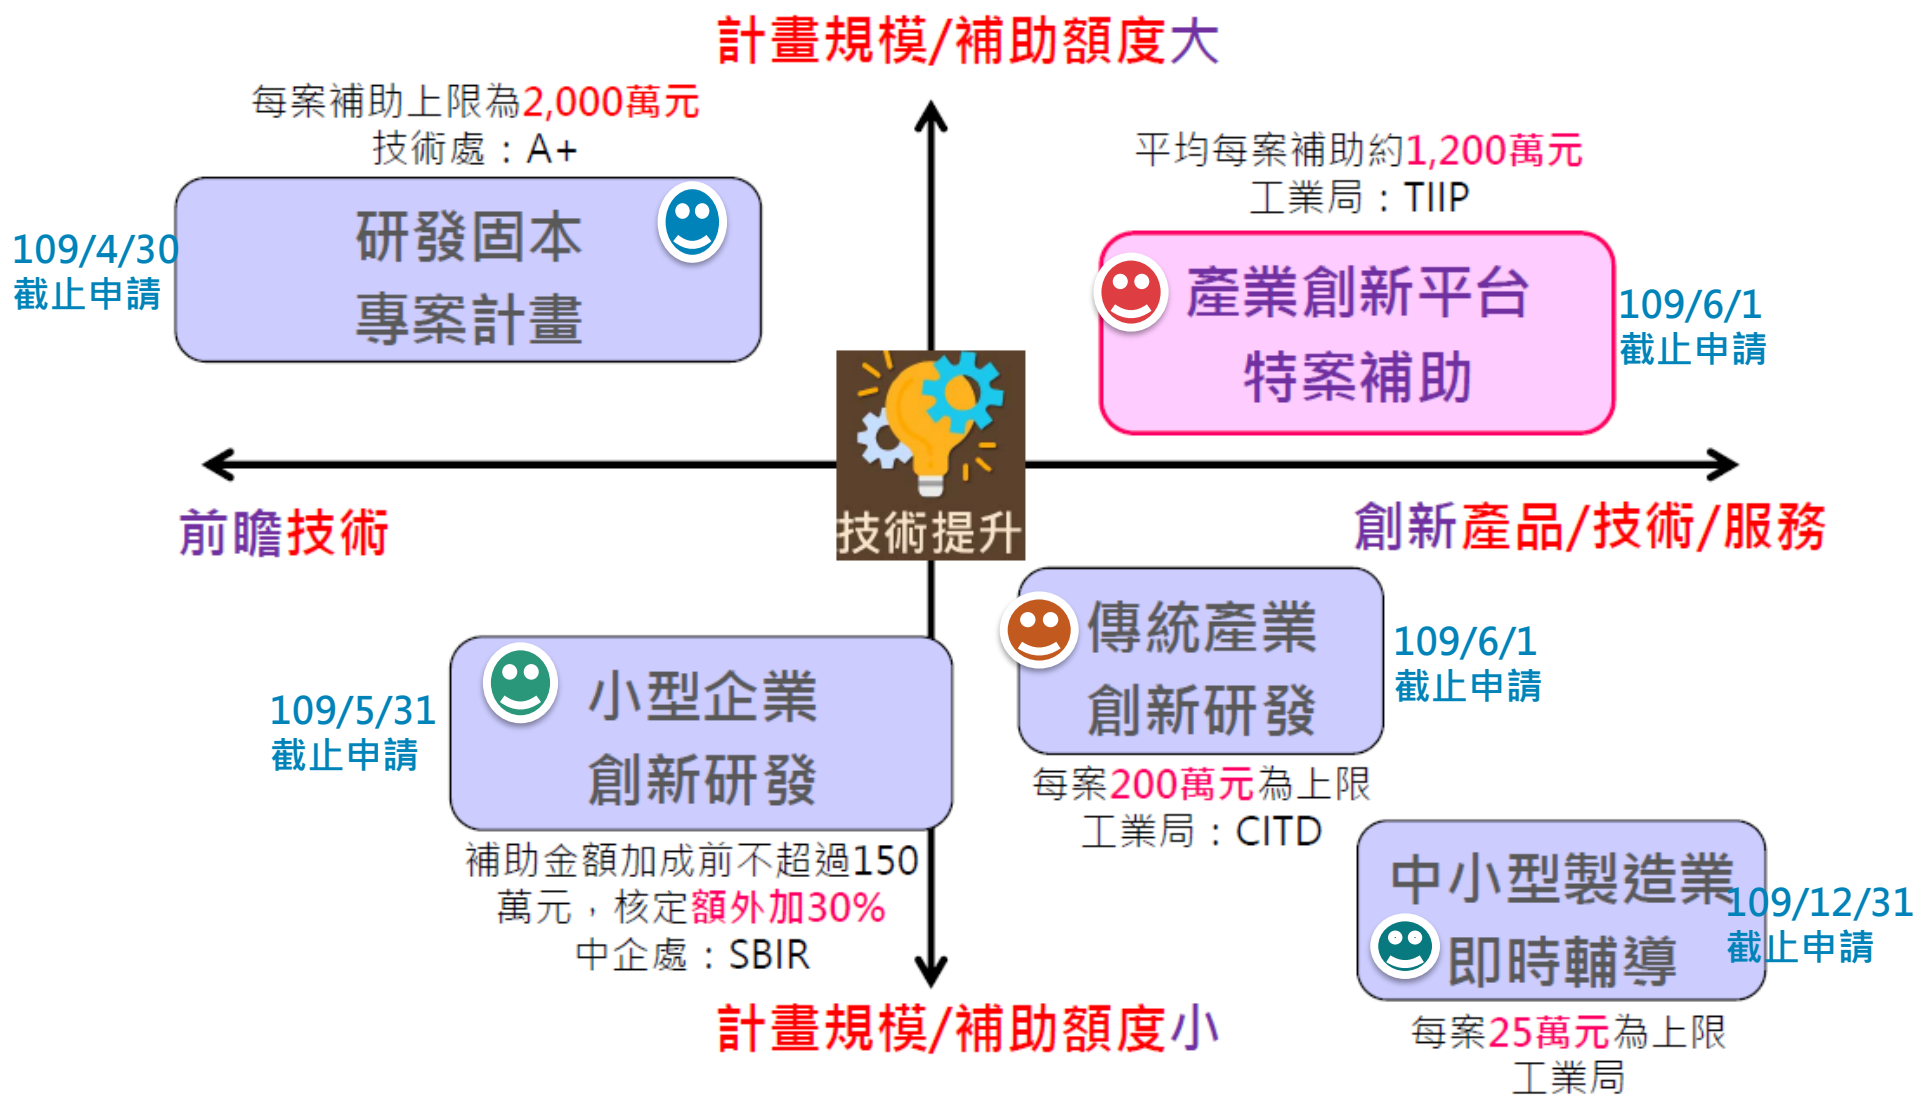 計畫規模/補助額度大
每案補助上限為2,000萬元
技術處：A+
研發固本
專案計畫
109/4/30
截止申請
平均每案補助約1,200萬元
工業局：TIIP
產業創新平台
特案補助
109/6/1
截止申請
技術提升
前瞻技術
創新產品/技術/服務
小型企業
創新研發
109/5/31
截止申請
補助金額加成前不超過150
萬元，核定額外加30%
中企處：SBIR
傳統產業
創新研發
109/6/1
截止申請
每案200萬元為上限
工業局：CITD
中小型製造業
即時輔導
109/12/31
截止申請
每案25萬元為上限
工業局
計畫規模/補助額度小